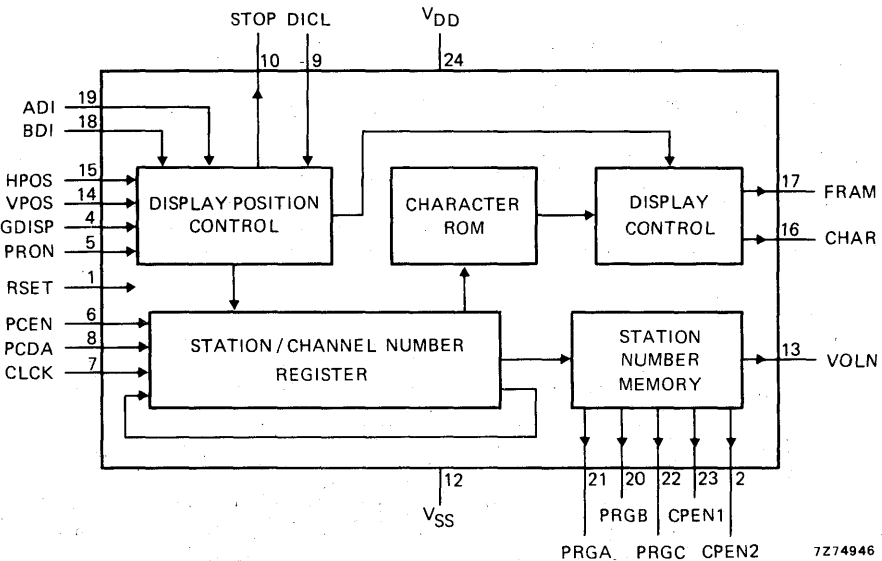 STOP DICL VDD
10 9 24
ADI 19
BDI 18
HPOS 15
VPOS 14
GDISP 4
PRON 5
RSET 1
PCEN 6
PCDA 8
CLCK 7
DISPLAY POSITION
CONTROL
CHARACTER
ROM
DISPLAY
CONTROL
17 FRAM
16 CHAR
STATION/CHANNEL NUMBER
REGISTER
STATION
NUMBER
MEMORY
13 VOLN
12 21 20 22 23 2
VSS
PRGB CPEN1
PRGA PRGC CPEN2
7Z74946